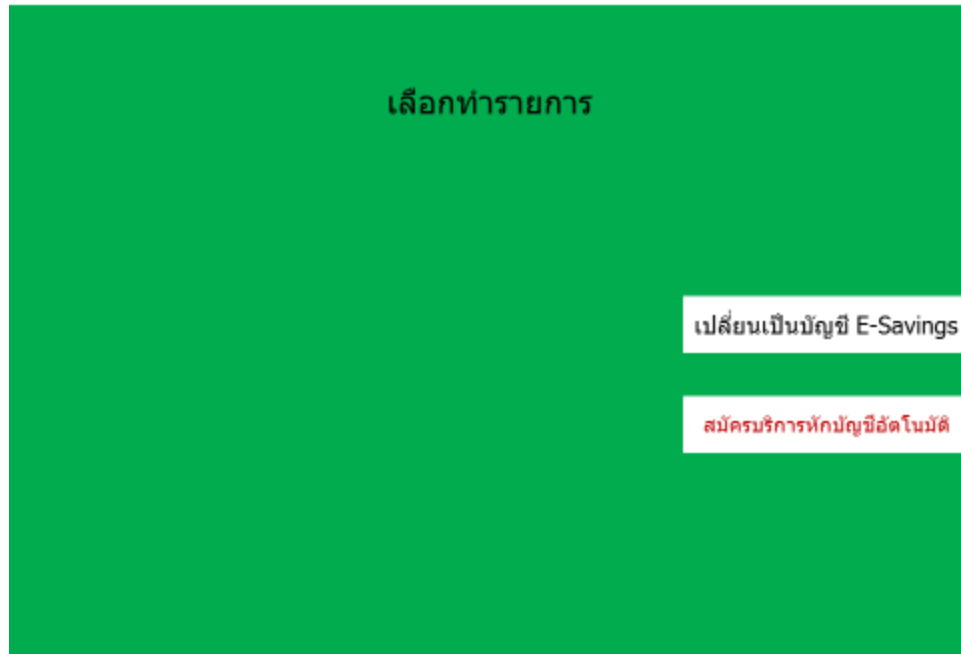 เลือกทำรายการ
เปลี่ยนเป็นบัญชี E-Savings
สมัครบริการหักบัญชีอัตโนมัติ